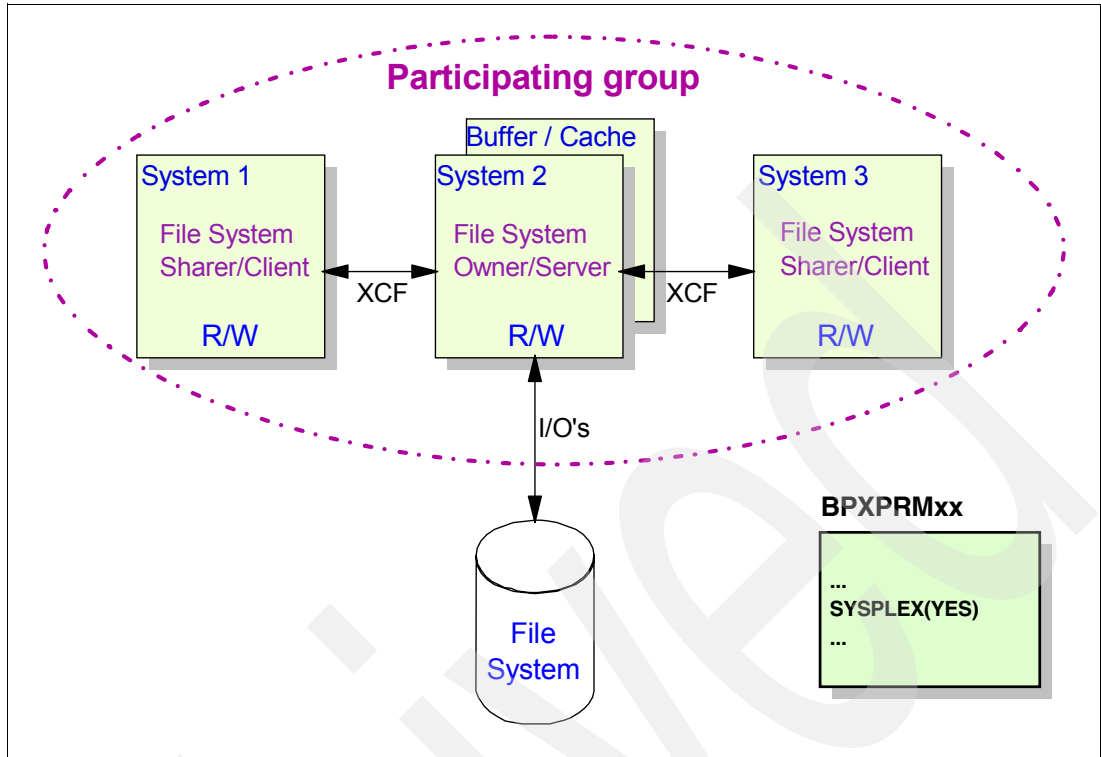 Participating group
Buffer / Cache
System 1
System 2
System 3
File System
Sharer/Client
File System
Owner/Server
File System
Sharer/Client
XCF
XCF
R/W
R/W
R/W
I/O's
BPXPRMxx
...
SYSPLEX(YES)
...
File
System